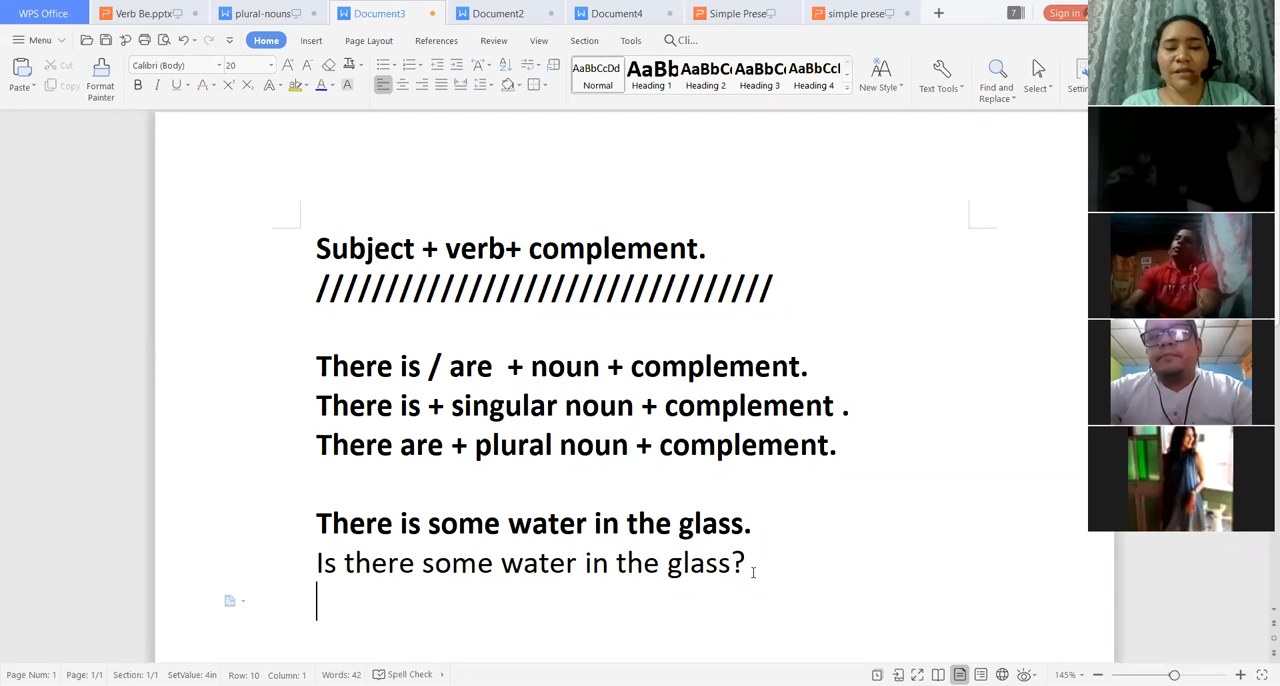 WPS Office
Verb Be.pptx
plural-nouns
Document3
Document2
Document4
Simple Prese
simple prese
7
Sign in
Menu
Home
Insert
Page Layout
References
Review
View
Section
Tools
Cli...
Paste
Cut
Copy
Format Painter
Calibri (Body)
20
AaBbCcDd
Normal
AaBb
Heading 1
AaBbC
Heading 2
AaBbCc
Heading 3
AaBbCcI
Heading 4
New Style
Text Tools
Find and Replace
Select
Subject + verb+ complement.
/////////////////////////////////
There is / are + noun + complement.
There is + singular noun + complement .
There are + plural noun + complement.
There is some water in the glass.
Is there some water in the glass?
Page Num: 1
Page: 1/1
Section: 1/1
SetValue: 4in
Row: 10
Column: 1
Words: 42
Spell Check
145%